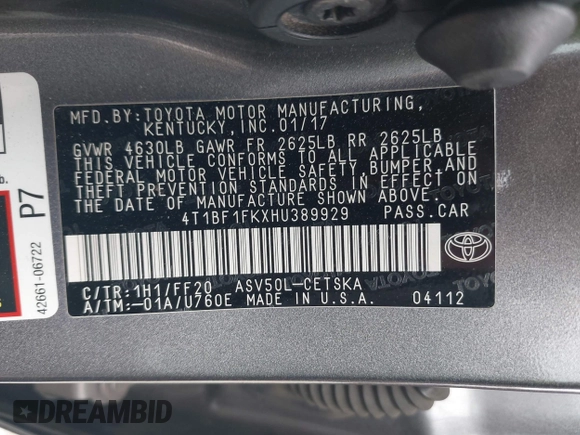 MFD.BY:TOYOTA MOTOR MANUFACTURING,
KENTUCKY,INC.01/17
GVWR 4630LB GAWR FR 2625LB RR 2625LB
THIS VEHICLE CONFORMS TO ALL APPLICABLE
FEDERAL MOTOR VEHICLE SAFETY,BUMPER AND
THEFT PREVENTION STANDARDS IN EFFECT ON
THE DATE OF MANUFACTURE SHOWN ABOVE.
4T1BF1FKXHU389929 PASS.CAR
C/TR:1H1/FF20 ASV50L-CETSKA
A/TM:-01A/U760E MADE IN U.S.A. 04112
TOYOTA
P7
42661-06722
DREAMBID